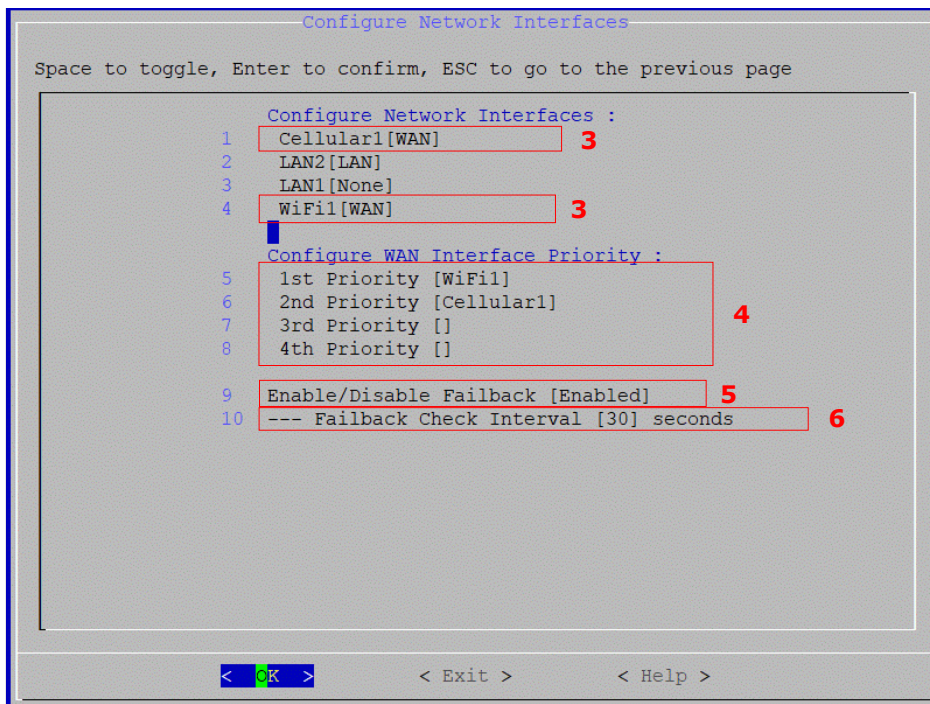 Configure Network Interfaces
Space to toggle, Enter to confirm, ESC to go to the previous page
Configure Network Interfaces :
1 Cellular1[WAN] 3
2 LAN2[LAN]
3 LAN1[None]
4 WiFi1[WAN] 3
Configure WAN Interface Priority :
5 1st Priority [WiFi1]
6 2nd Priority [Cellular1]
7 3rd Priority []
8 4th Priority []
4
9 Enable/Disable Failback [Enabled] 5
10 --- Failback Check Interval [30] seconds 6
< OK > < Exit > < Help >